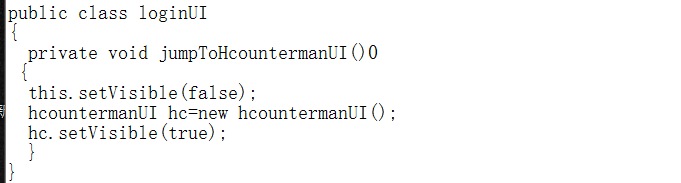 public class loginUI
{
private void jumpToHcountermanUI()0
{
this.setVisible(false);
hcountermanUI hc=new hcountermanUI();
hc.setVisible(true);
}
}